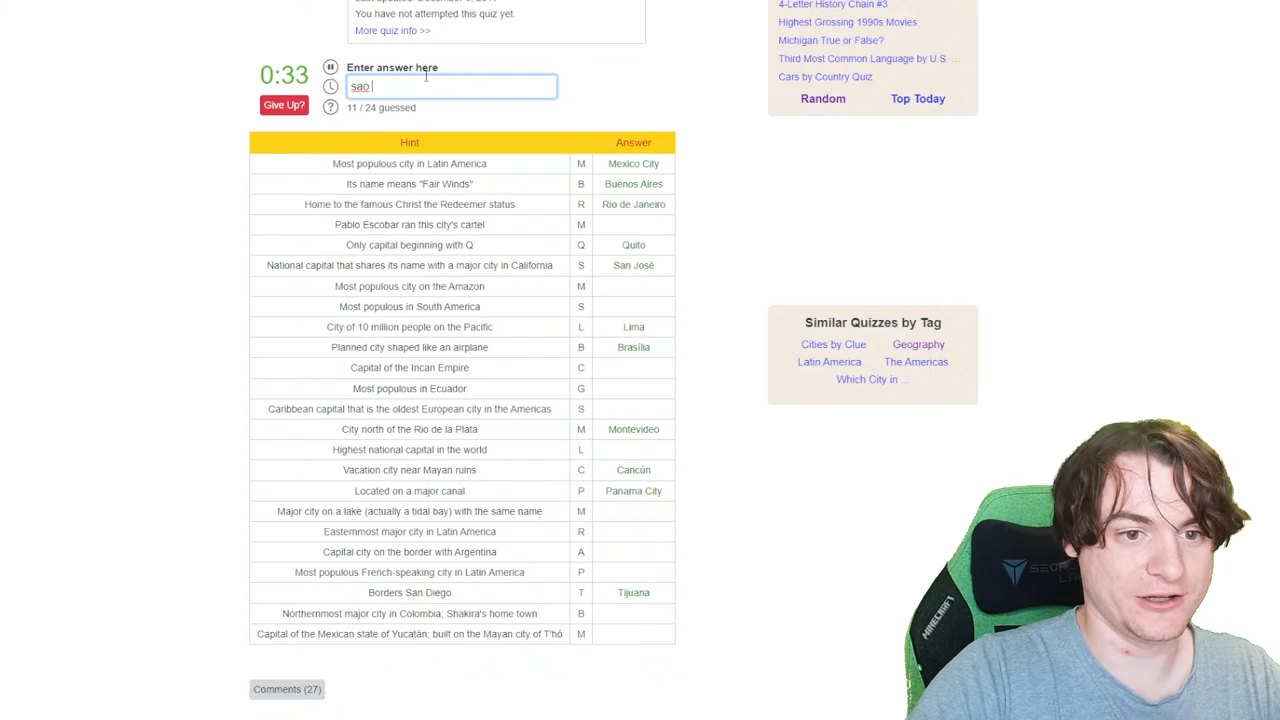 You have not attempted this quiz yet.
More quiz info >>
4-Letter History Chain #3
Highest Grossing 1990s Movies
Michigan True or False?
Third Most Common Language by U.S. ...
Cars by Country Quiz
Random Top Today
0:33
Enter answer here
sao
Give Up?
11 / 24 guessed
Hint Answer
Most populous city in Latin America M Mexico City
Its name means "Fair Winds" B Buenos Aires
Home to the famous Christ the Redeemer status R Rio de Janeiro
Pablo Escobar ran this city's cartel M
Only capital beginning with Q Q Quito
National capital that shares its name with a major city in California S San José
Most populous city on the Amazon M
Most populous in South America S
City of 10 million people on the Pacific L Lima
Planned city shaped like an airplane B Brasília
Capital of the Incan Empire C
Most populous in Ecuador G
Caribbean capital that is the oldest European city in the Americas S
City north of the Rio de la Plata M Montevideo
Highest national capital in the world L
Vacation city near Mayan ruins C Cancún
Located on a major canal P Panama City
Major city on a lake (actually a tidal bay) with the same name M
Easternmost major city in Latin America R
Capital city on the border with Argentina A
Most populous French-speaking city in Latin America P
Borders San Diego T Tijuana
Northernmost major city in Colombia; Shakira's home town B
Capital of the Mexican state of Yucatán; built on the Mayan city of T'hó M
Comments (27)
Similar Quizzes by Tag
Cities by Clue Geography
Latin America The Americas
Which City in ...
MINECRAFT